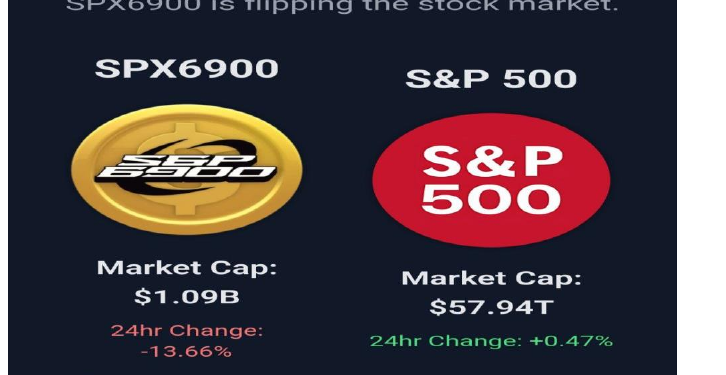 SPX6900 is flipping the stock market.
SPX6900
S&P
6900
Market Cap:
$1.09B
24hr Change:
-13.66%
S&P 500
S&P
500
Market Cap:
$57.94T
24hr Change: +0.47%